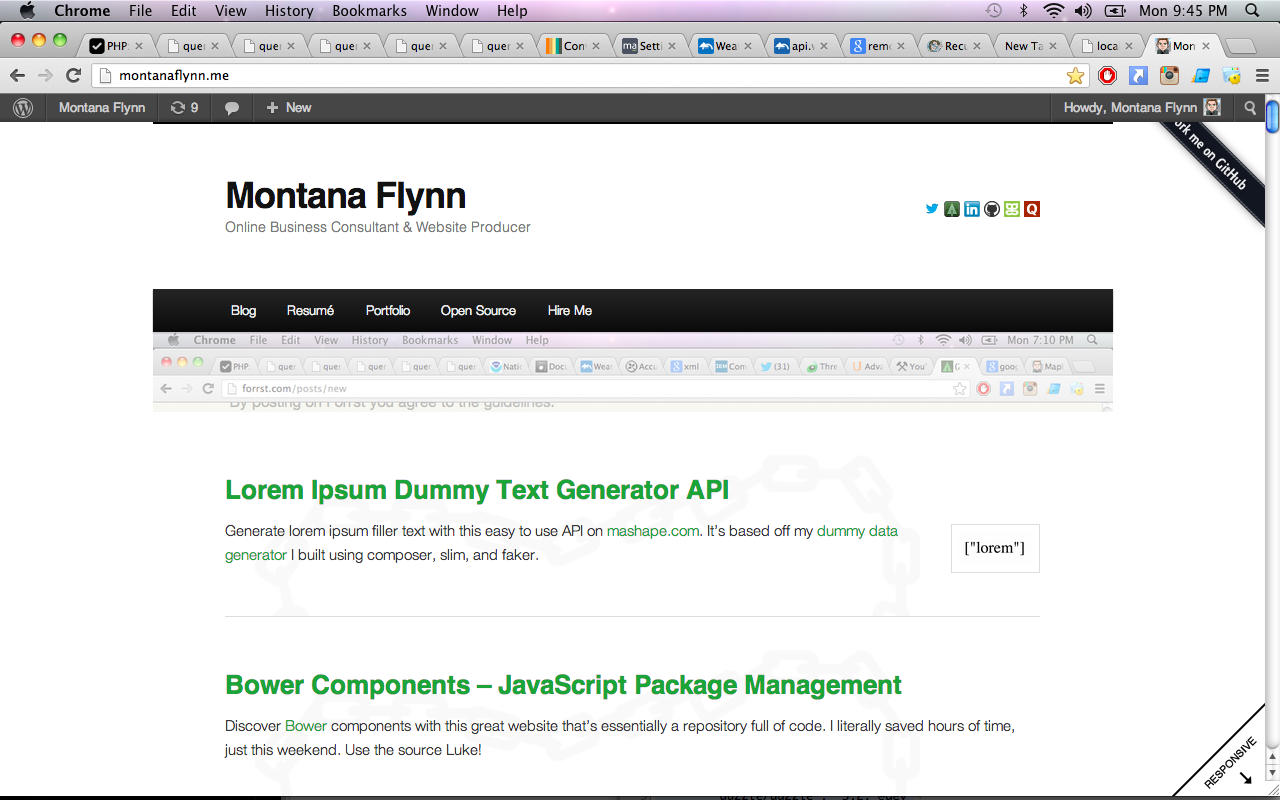 Chrome File Edit View History Bookmarks Window Help Mon 9:45 PM
PHP quer quer quer quer quer Con ma Setti Wea api. remo Recu New Ta loca Mon
montanaflynn.me
Montana Flynn 9 + New Howdy, Montana Flynn
ork me on GitHub
Montana Flynn
Online Business Consultant & Website Producer
Blog Resumé Portfolio Open Source Hire Me
Chrome File Edit View History Bookmarks Window Help Mon 7:10 PM
PHP quer quer quer quer quer Natio Docu Wea Accu xml Com (31) Thre Adva You' G goog Map
forrst.com/posts/new
By posting on Forrst you agree to the guidelines.
Lorem Ipsum Dummy Text Generator API
Generate lorem ipsum filler text with this easy to use API on mashape.com. It's based off my dummy data
generator I built using composer, slim, and faker.
["lorem"]
Bower Components – JavaScript Package Management
Discover Bower components with this great website that's essentially a repository full of code. I literally saved hours of time,
just this weekend. Use the source Luke!
RESPONSIVE